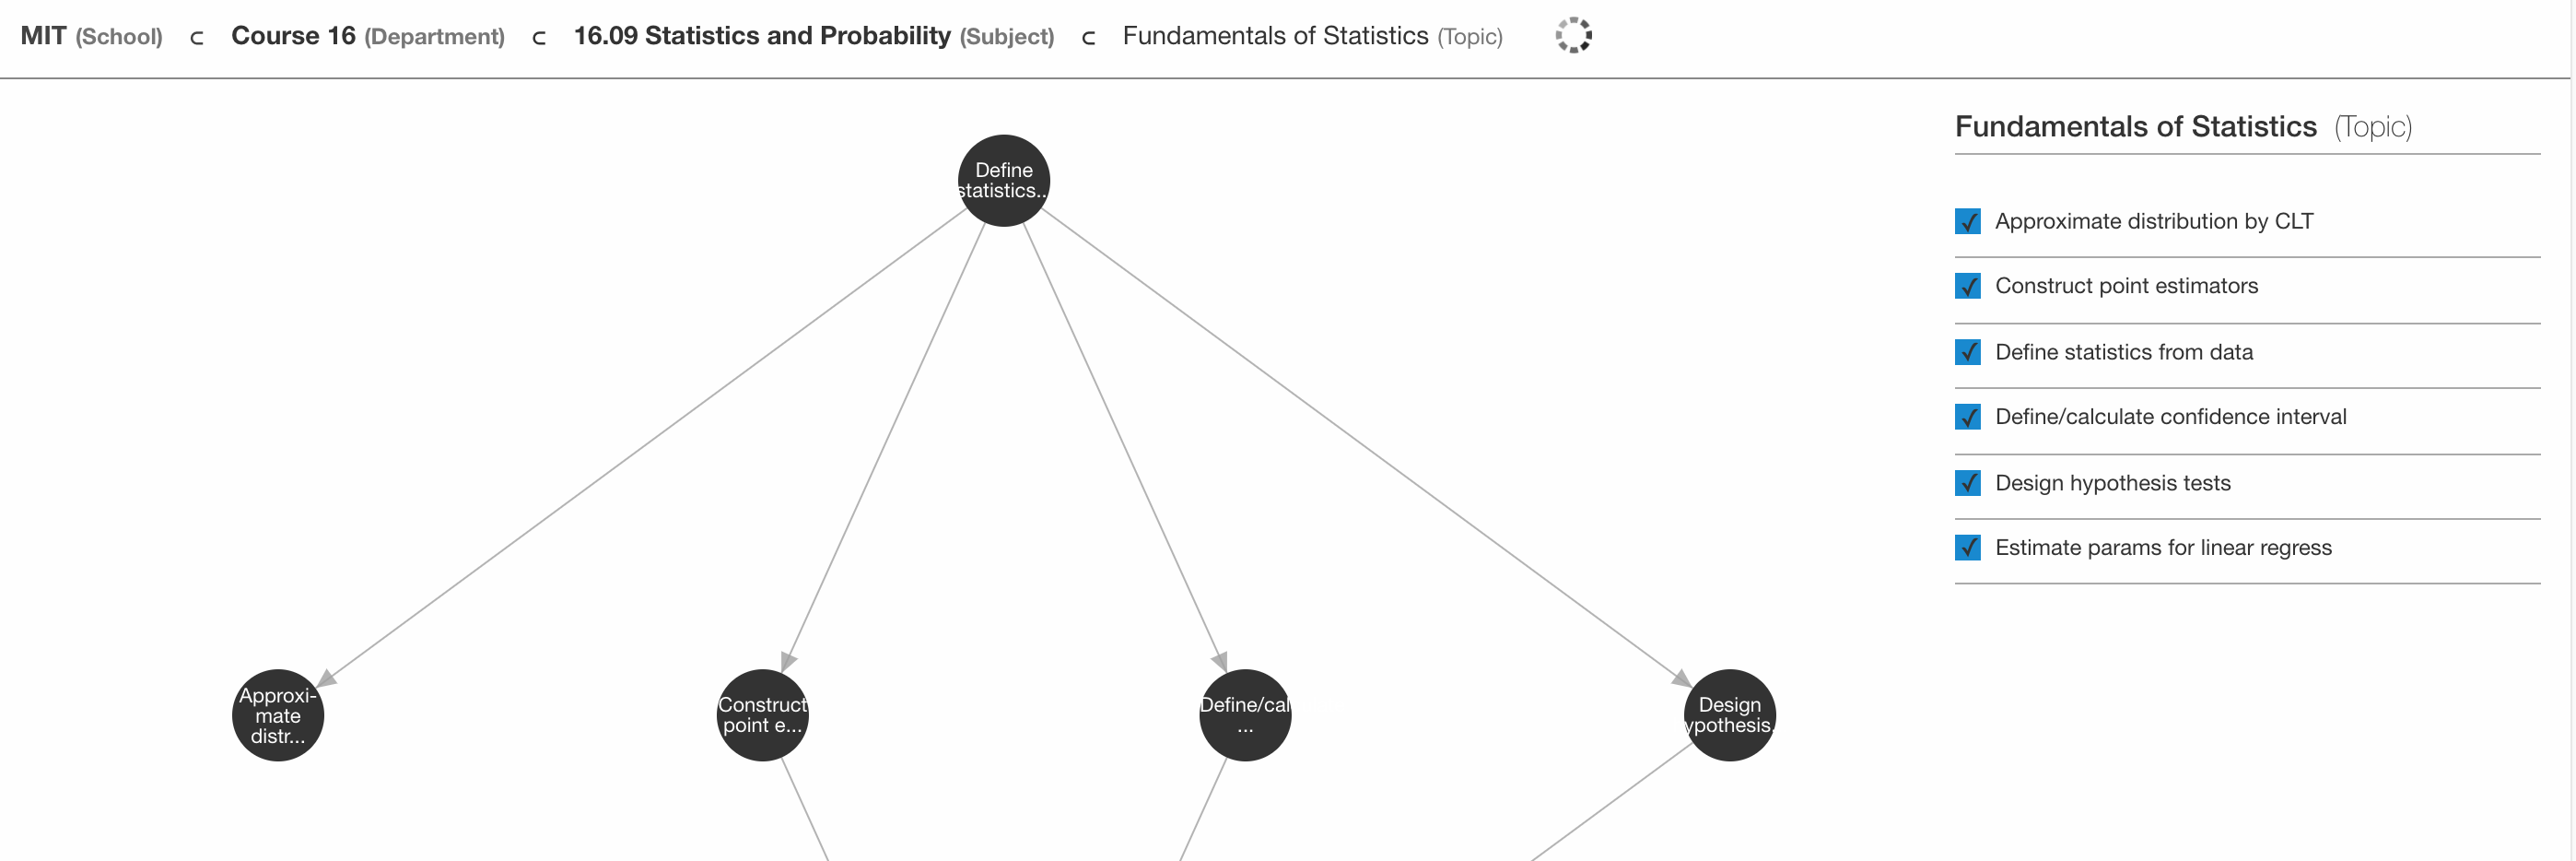 MIT (School) ⊂ Course 16 (Department) ⊂ 16.09 Statistics and Probability (Subject) ⊂ Fundamentals of Statistics (Topic)
Define
statistics...
Approxi-
mate
distr...
Construct
point e...
Define/cal
...
Design
ypothesis.
Fundamentals of Statistics (Topic)
Approximate distribution by CLT
Construct point estimators
Define statistics from data
Define/calculate confidence interval
Design hypothesis tests
Estimate params for linear regress